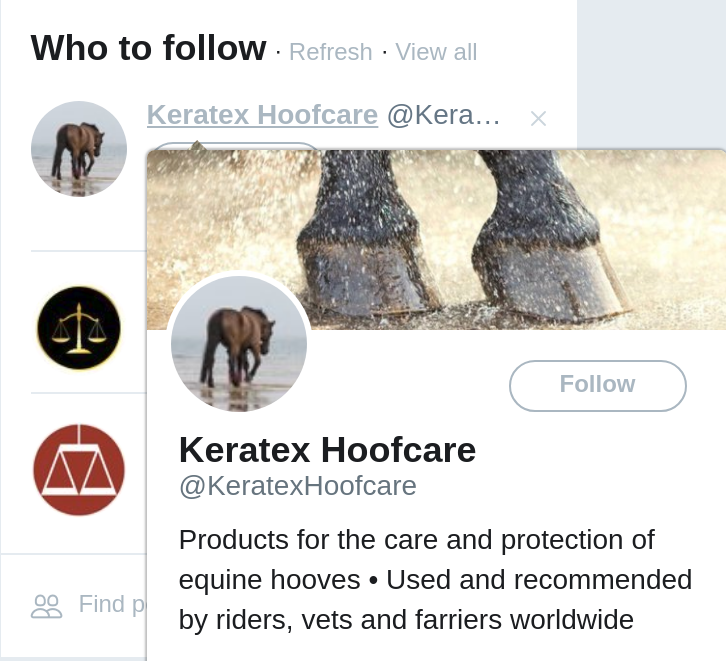 Who to follow · Refresh · View all
Keratex Hoofcare @Kera…
Follow
Keratex Hoofcare
@KeratexHoofcare
Products for the care and protection of
equine hooves • Used and recommended
by riders, vets and farriers worldwide
Find